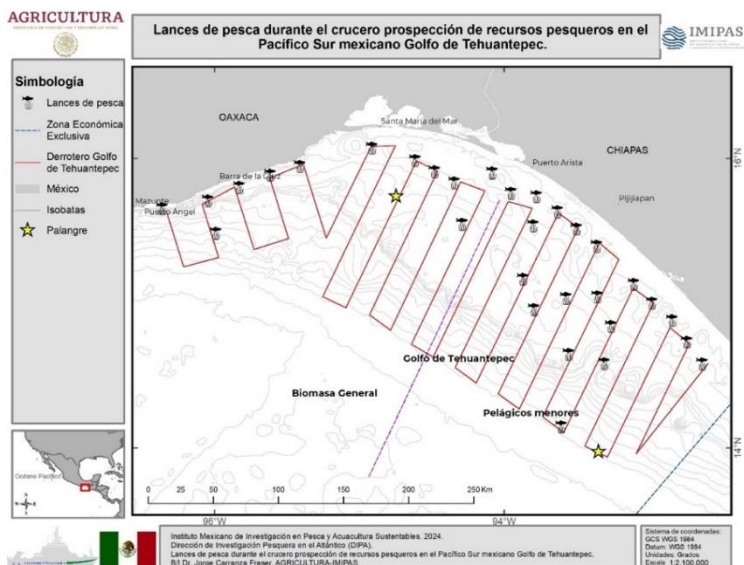 AGRICULTURA
Lances de pesca durante el crucero prospección de recursos pesqueros en el
Pacífico Sur mexicano Golfo de Tehuantepec.
IMIPAS
Simbología
Lances de pesca
Zona Económica
Exclusiva
Derrotero Golfo
de Tehuantepec
México
Isobatas
Palangre
OAXACA
Santa María del Mar
CHIAPAS
Puerto Arista
Barra de la Cruz
Pijijiapan
Mazunte
Puerto Ángel
16°N
Golfo de Tehuantepec
Biomasa General
Pelágicos menores
14°N
0 25 50 100 150 200 250 Km
96°W
94°W
Océano Pacífico
Instituto Mexicano de Investigación en Pesca y Acuacultura Sustentables. 2024.
Dirección de Investigación Pesquera en el Atlántico (DIPA).
Lances de pesca durante el crucero prospección de recursos pesqueros en el Pacífico Sur mexicano Golfo de Tehuantepec.
B/I Dr. Jorge Carranza Fraser. AGRICULTURA-IMIPAS
Sistema de coordenadas:
GCS WGS 1984
Datum: WGS 1984
Unidades: Grados
Escala: 1:2,100,000